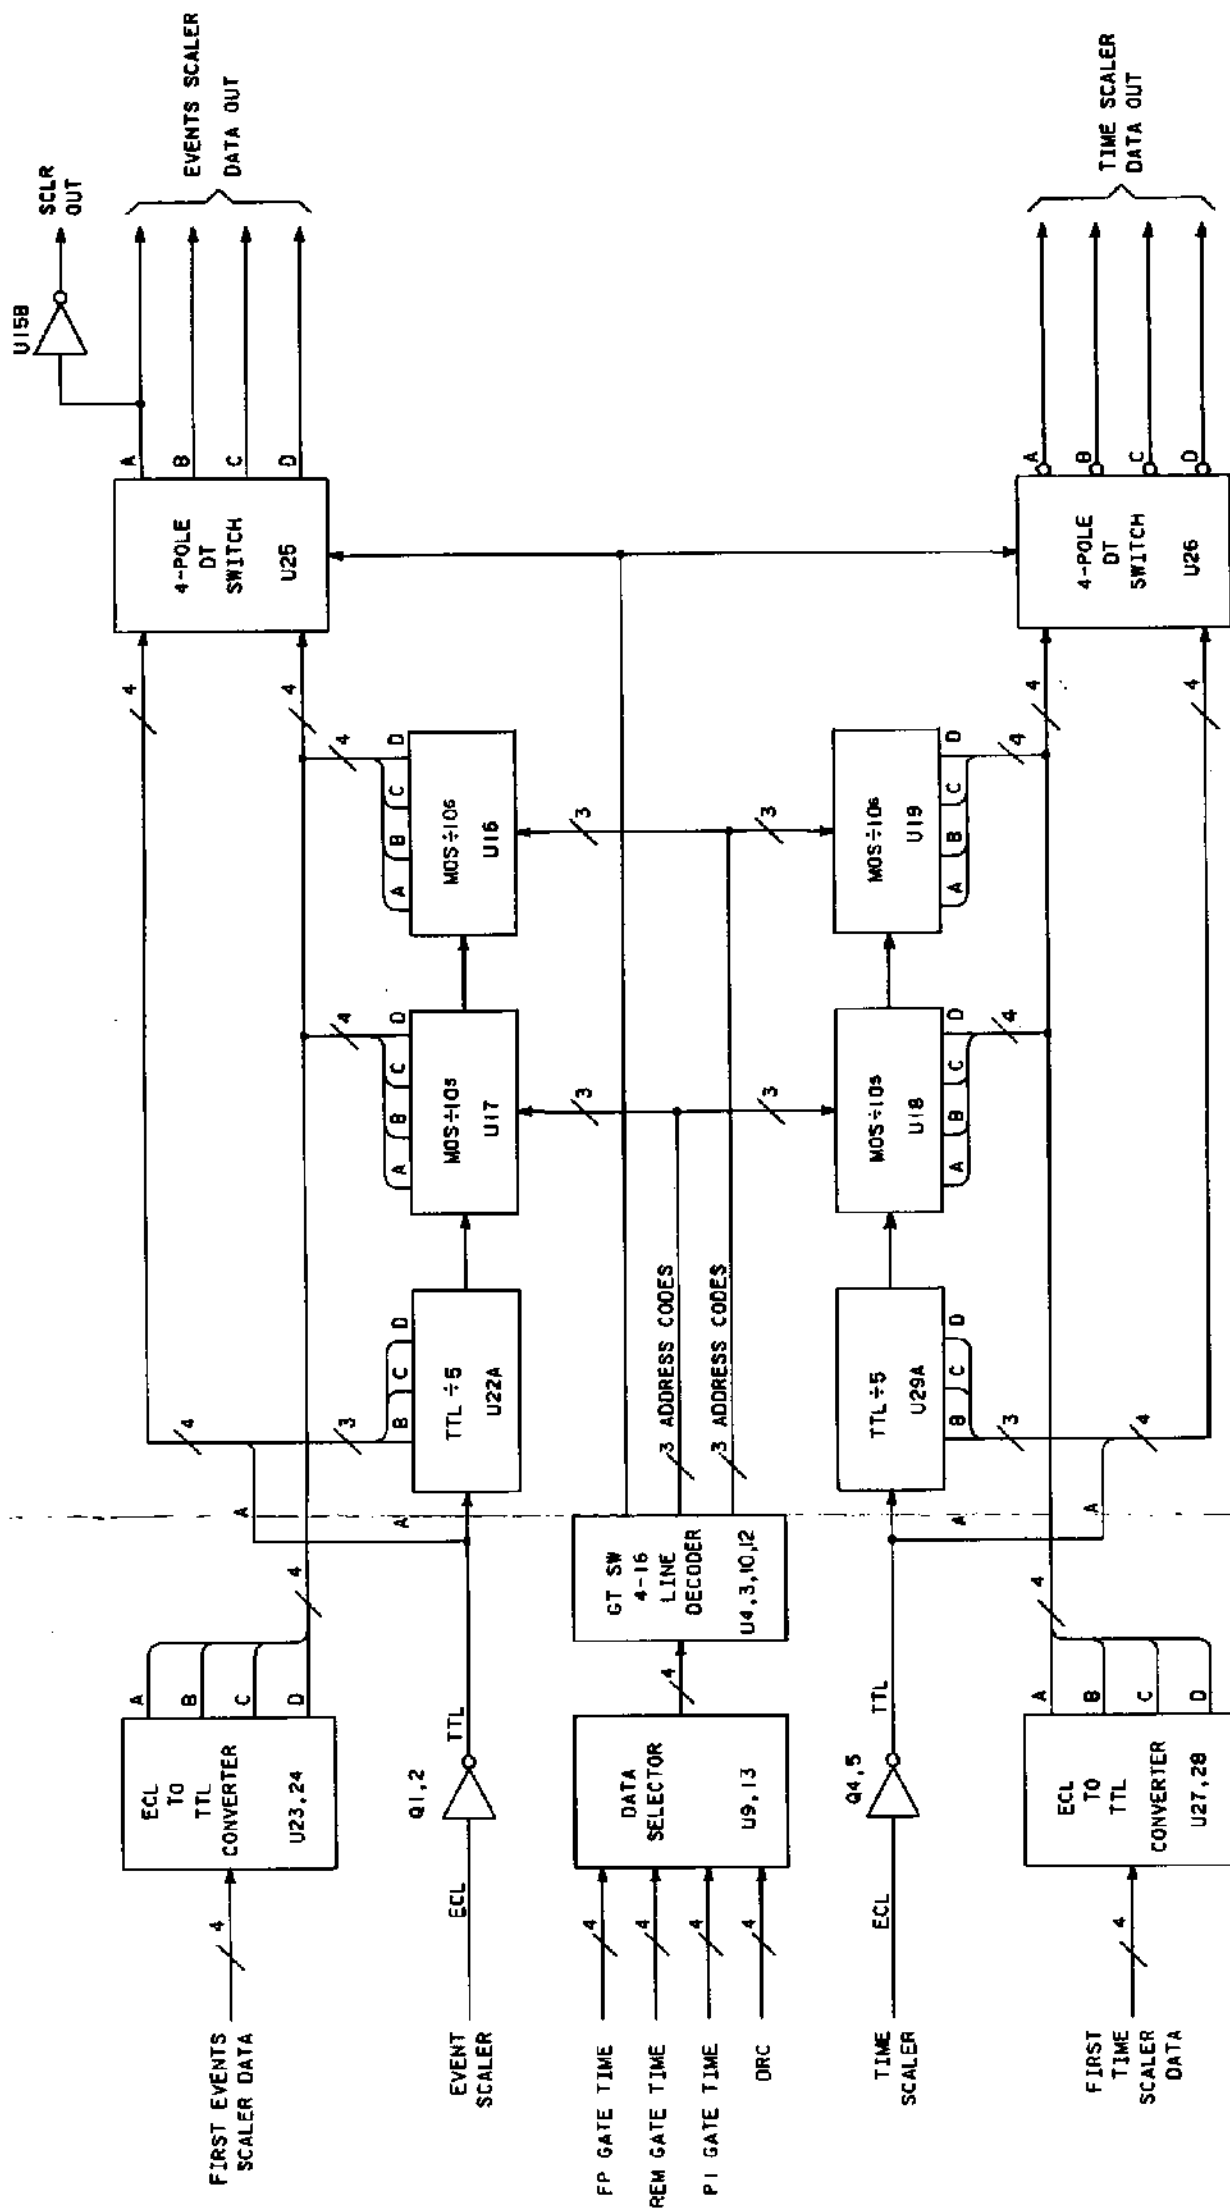 FIRST EVENTS
SCALER DATA
4
ECL
TO
TTL
CONVERTER
U23,24
A
B
C
D
4
A
4
4
4
4-POLE
DT
SWITCH
U25
A
B
C
D
U15B
SCLR
OUT
EVENTS SCALER
DATA OUT
EVENT
SCALER
ECL
Q1,2
TTL
A
3
B
C
D
TTL÷5
U22A
4
A
B
C
D
MOS÷10⁵
U17
4
A
B
C
D
MOS÷10⁶
U16
3
3
FP GATE TIME
REM GATE TIME
PI GATE TIME
DRC
4
4
4
4
DATA
SELECTOR
U9,13
4
GT SW
4-16
LINE
DECODER
U4,3,10,12
3 ADDRESS CODES
3 ADDRESS CODES
3
3
TIME
SCALER
ECL
Q4,5
TTL
A
A
TTL÷5
U29A
B
C
D
3
4
MOS÷10⁵
U18
A
B
C
D
4
MOS÷10⁶
U19
A
B
C
D
4
FIRST
TIME
SCALER
DATA
4
ECL
TO
TTL
CONVERTER
U27,28
A
B
C
D
4
4
4
4-POLE
DT
SWITCH
U26
A
B
C
D
TIME SCALER
DATA OUT